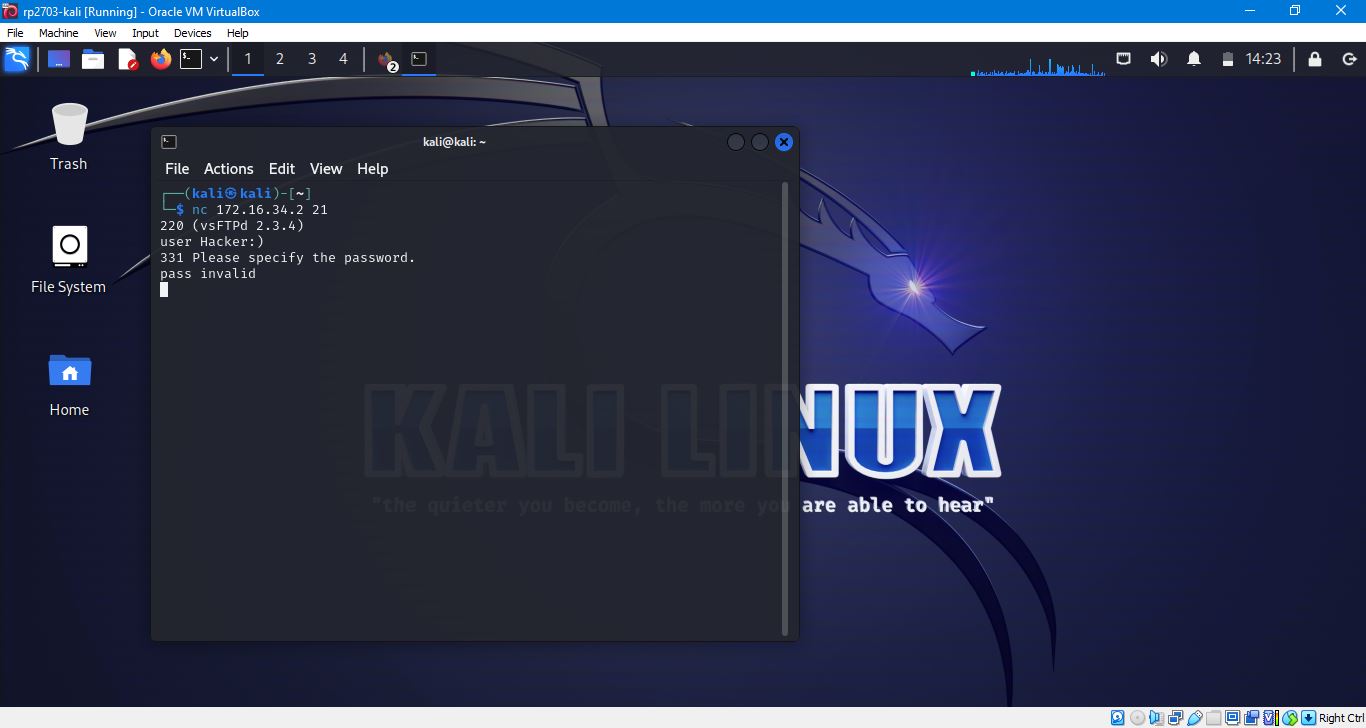 rp2703-kali [Running] - Oracle VM VirtualBox
File Machine View Input Devices Help
1 2 3 4 2 14:23
Trash
File System
Home
kali@kali: ~
File Actions Edit View Help
┌──(kali㉿kali)-[~]
└─$ nc 172.16.34.2 21
220 (vsFTPd 2.3.4)
user Hacker:)
331 Please specify the password.
pass invalid
KALI LINUX
"the quieter you become, the more you are able to hear"
Right Ctrl